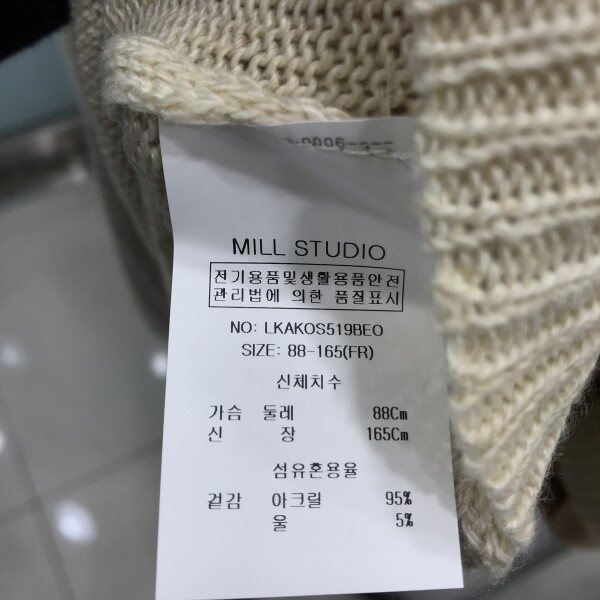 MILL STUDIO
전기용품및생활용품안전
관리법에 의한 품질표시
NO: LKAKOS519BEO
SIZE: 88-165(FR)
신체치수
가슴 둘레 88Cm
신 장 165Cm
섬유혼용율
겉감 아크릴 95%
울 5%